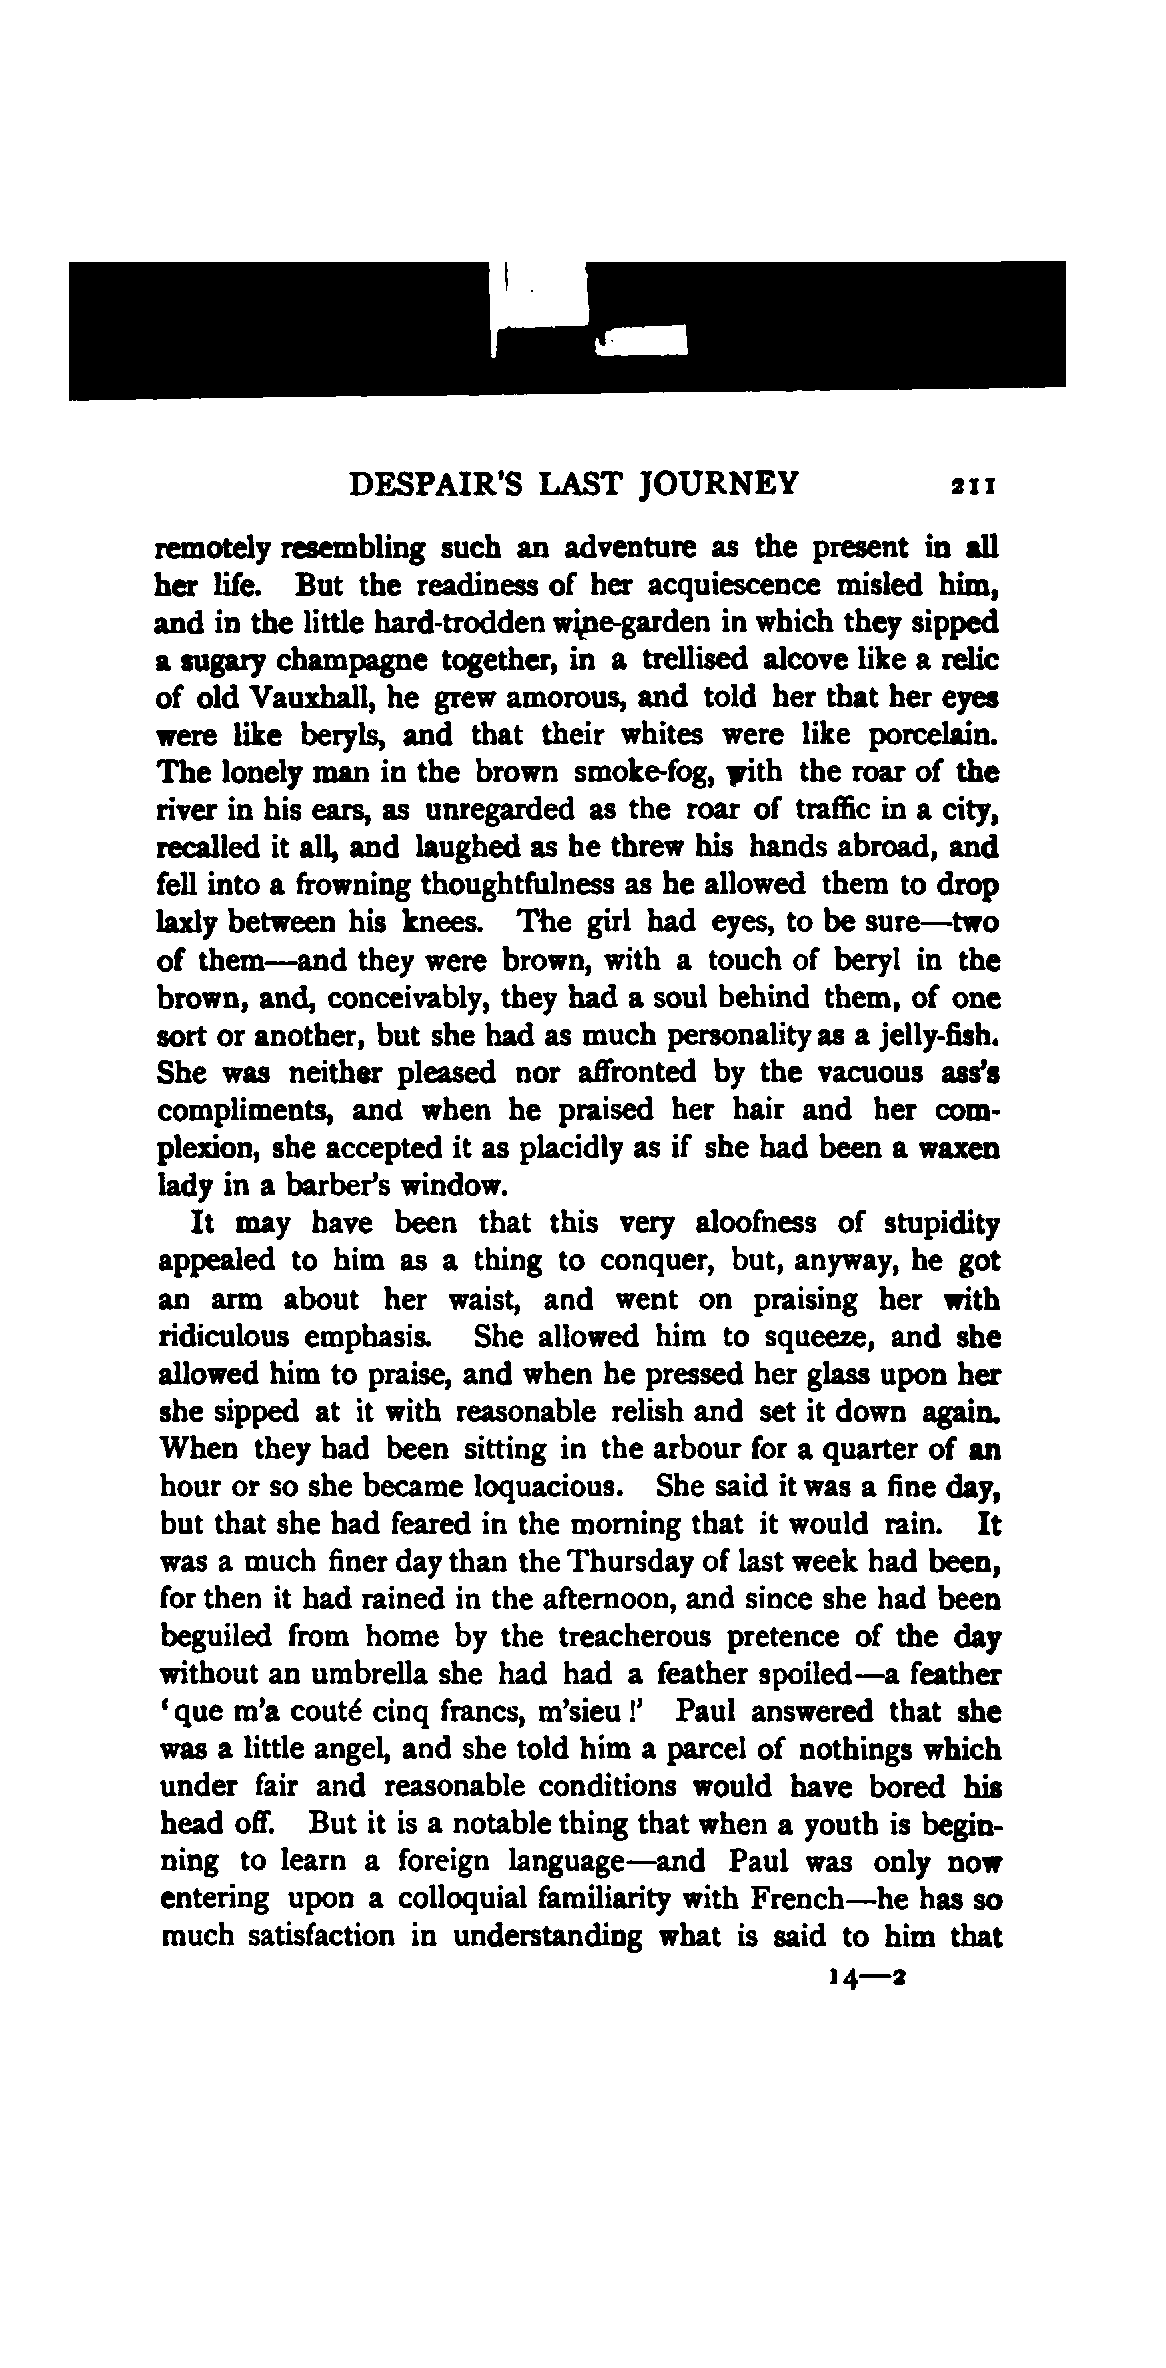 DESPAIR'S LAST JOURNEY 211
remotely resembling such an adventure as the present in all
her life. But the readiness of her acquiescence misled him,
and in the little hard-trodden wine-garden in which they sipped
a sugary champagne together, in a trellised alcove like a relic
of old Vauxhall, he grew amorous, and told her that her eyes
were like beryls, and that their whites were like porcelain.
The lonely man in the brown smoke-fog, with the roar of the
river in his ears, as unregarded as the roar of traffic in a city,
recalled it all, and laughed as he threw his hands abroad, and
fell into a frowning thoughtfulness as he allowed them to drop
laxly between his knees. The girl had eyes, to be sure—two
of them—and they were brown, with a touch of beryl in the
brown, and, conceivably, they had a soul behind them, of one
sort or another, but she had as much personality as a jelly-fish.
She was neither pleased nor affronted by the vacuous ass's
compliments, and when he praised her hair and her com-
plexion, she accepted it as placidly as if she had been a waxen
lady in a barber's window.
It may have been that this very aloofness of stupidity
appealed to him as a thing to conquer, but, anyway, he got
an arm about her waist, and went on praising her with
ridiculous emphasis. She allowed him to squeeze, and she
allowed him to praise, and when he pressed her glass upon her
she sipped at it with reasonable relish and set it down again.
When they had been sitting in the arbour for a quarter of an
hour or so she became loquacious. She said it was a fine day,
but that she had feared in the morning that it would rain. It
was a much finer day than the Thursday of last week had been,
for then it had rained in the afternoon, and since she had been
beguiled from home by the treacherous pretence of the day
without an umbrella she had had a feather spoiled—a feather
'que m'a couté cinq francs, m'sieu!' Paul answered that she
was a little angel, and she told him a parcel of nothings which
under fair and reasonable conditions would have bored his
head off. But it is a notable thing that when a youth is begin-
ning to learn a foreign language—and Paul was only now
entering upon a colloquial familiarity with French—he has so
much satisfaction in understanding what is said to him that
14—2